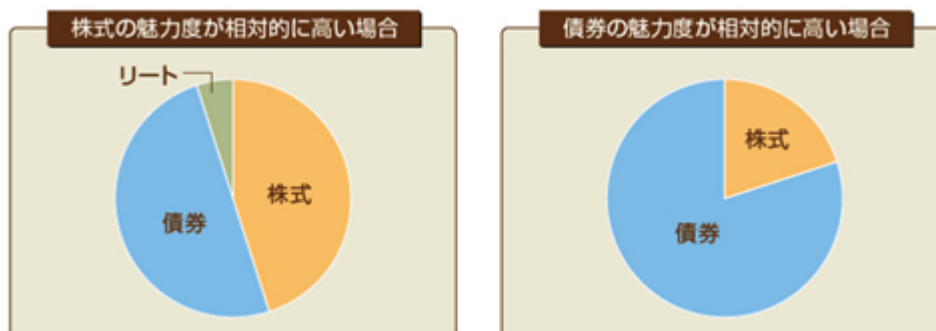 株式の魅力度が相対的に高い場合
リート
株式
債券
債券の魅力度が相対的に高い場合
株式
債券